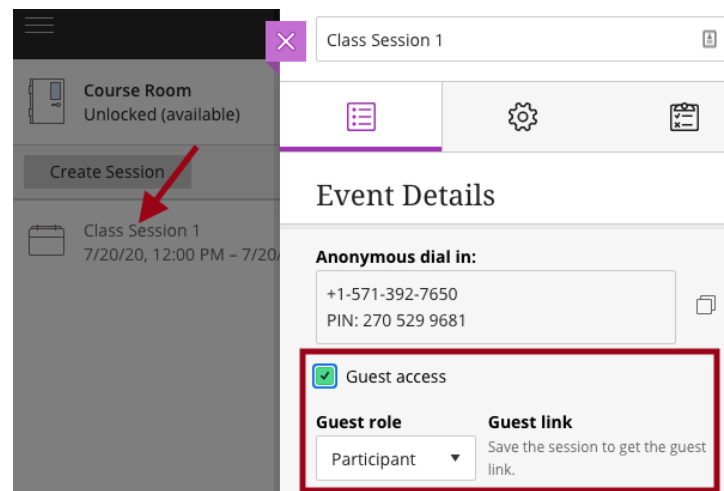 Class Session 1
Course Room
Unlocked (available)
Create Session
Class Session 1
7/20/20, 12:00 PM – 7/20/
Event Details
Anonymous dial in:
+1-571-392-7650
PIN: 270 529 9681
Guest access
Guest role
Participant
Guest link
Save the session to get the guest
link.